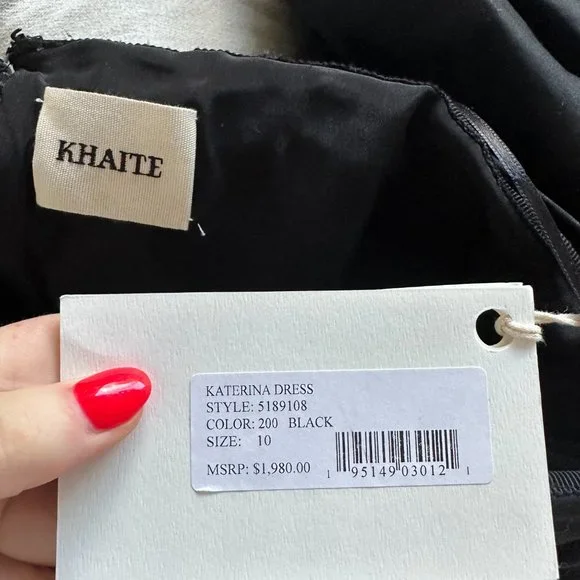 KHAITE
KATERINA DRESS
STYLE: 5189108
COLOR: 200 BLACK
SIZE: 10
MSRP: $1,980.00
1 95149 03012 1